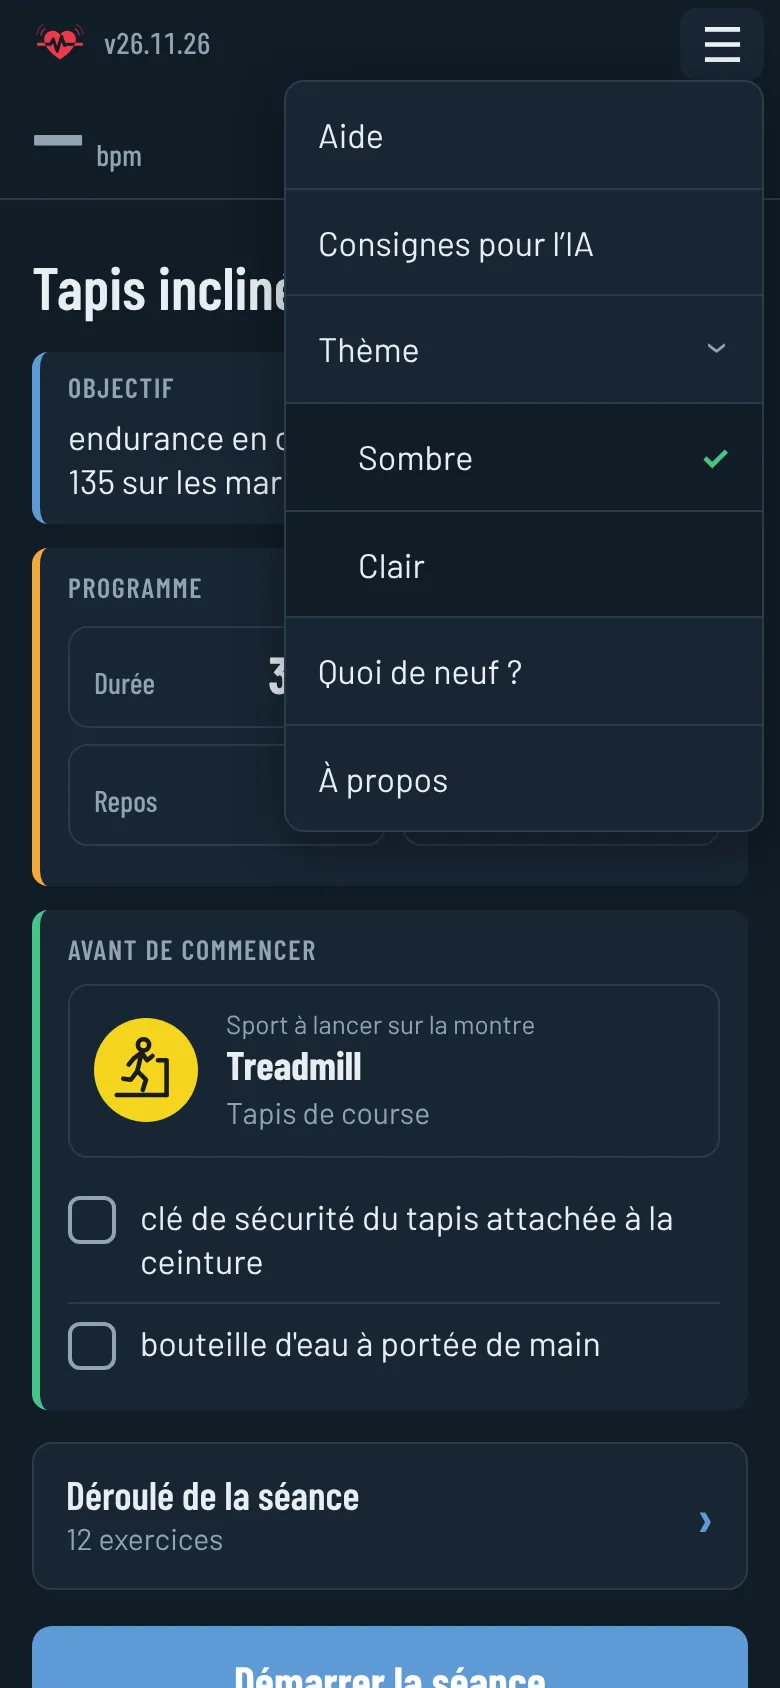 v26.11.26
bpm
Aide
Consignes pour l’IA
Thème
Sombre
Clair
Quoi de neuf ?
À propos
Tapis incliné
OBJECTIF
endurance en
135 sur les mar
PROGRAMME
Durée 3
Repos
AVANT DE COMMENCER
Sport à lancer sur la montre
Treadmill
Tapis de course
clé de sécurité du tapis attachée à la
ceinture
bouteille d'eau à portée de main
Déroulé de la séance
12 exercices
Démarrer la séance